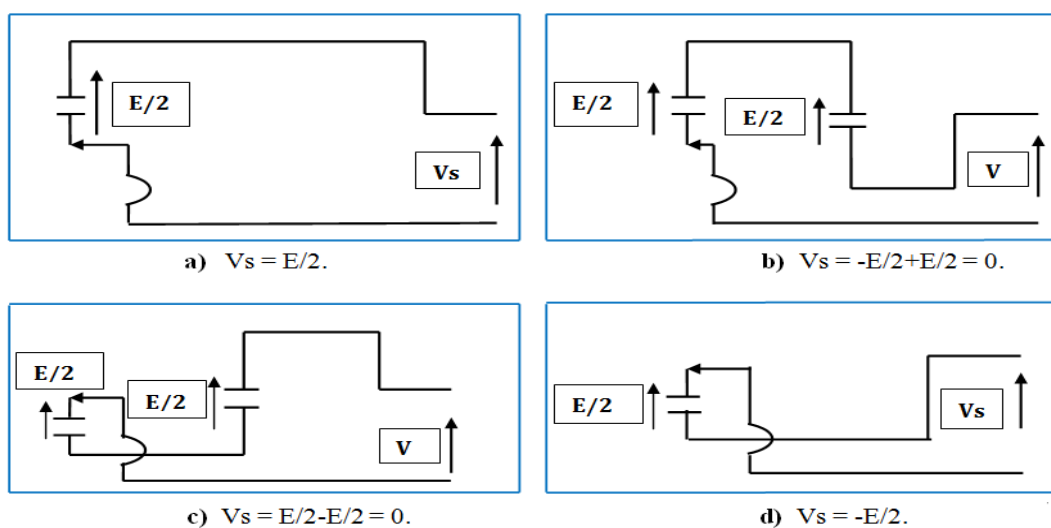 E/2
Vs
a) Vs = E/2.
E/2
E/2
V
b) Vs = -E/2+E/2 = 0.
E/2
E/2
V
c) Vs = E/2-E/2 = 0.
E/2
Vs
d) Vs = -E/2.